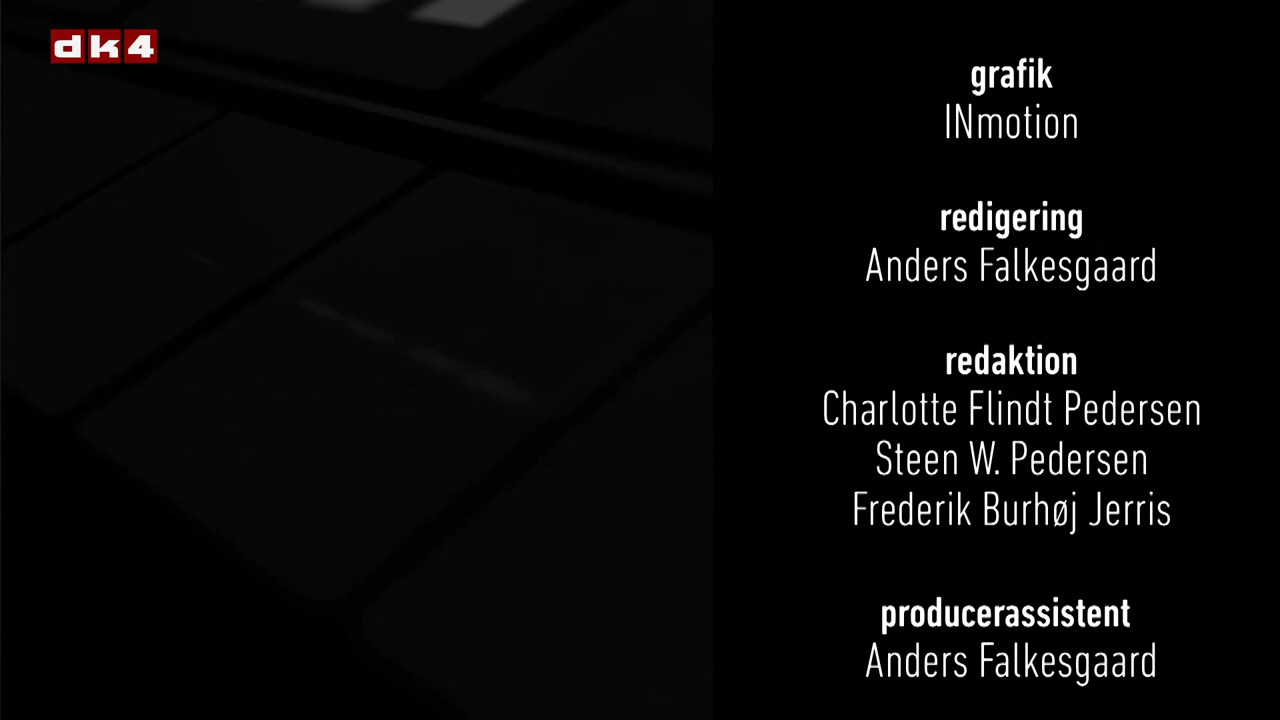 dk4
grafik
INmotion
redigering
Anders Falkesgaard
redaktion
Charlotte Flindt Pedersen
Steen W. Pedersen
Frederik Burhøj Jerris
producerassistent
Anders Falkesgaard